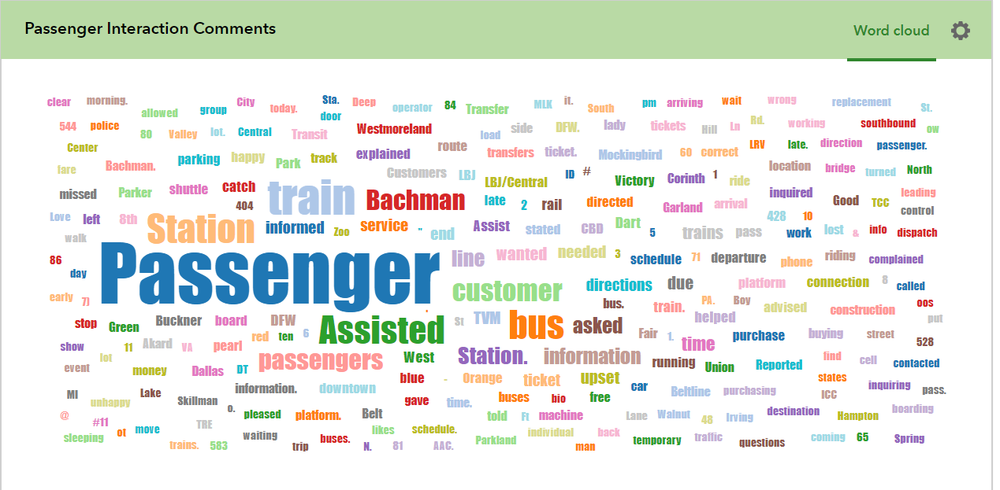 Passenger Interaction Comments
Word cloud
clear morning. allowed group City today. Sta. door Deep operator 84 Transfer MLK it. South pm arriving wait wrong replacement St.
544 police 80 Valley lot. Central Transit Westmoreland load side DFW. lady tickets Hill Ln Rd. working southbound ow
Center parking happy Park track explained route transfers ticket. Mockingbird 60 correct LRV late. direction passenger.
fare Bachman. Customers LBJ LBJ/Central ID # Victory Corinth 1 ride location bridge turned North
missed Parker shuttle catch train Bachman late 2 rail directed Garland arrival inquired Good TCC leading
Love left 8th 404 Station informed Zoo service " end Assist stated CBD Dart 5 trains pass 428 10 control
walk work lost & info dispatch
86 Passenger line wanted needed 3 schedule 71 departure phone riding complained
day customer directions due platform connection 8 called
early 7) . bus. train. PA. Boy advised construction oos
stop Green Buckner board DFW Assisted St TVM bus asked helped put
show 11 Akard VA pearl red ten 6 Fair 1. time purchase buying street 528
event lot money Dallas DT passengers West Station. information running Union Reported find cell contacted
MI Lake information. downtown blue - Orange ticket upset car Beltline purchasing states ICC inquiring pass.
unhappy Skillman o. gave time. buses bio free
@ #11 TRE pleased platform. Belt told Ft machine Lane Walnut 48 Irving destination Hampton boarding
sleeping ot move waiting likes schedule. individual back
trains. 583 trip buses. N. 81 AAC. Parkland man temporary traffic questions coming 65 Spring